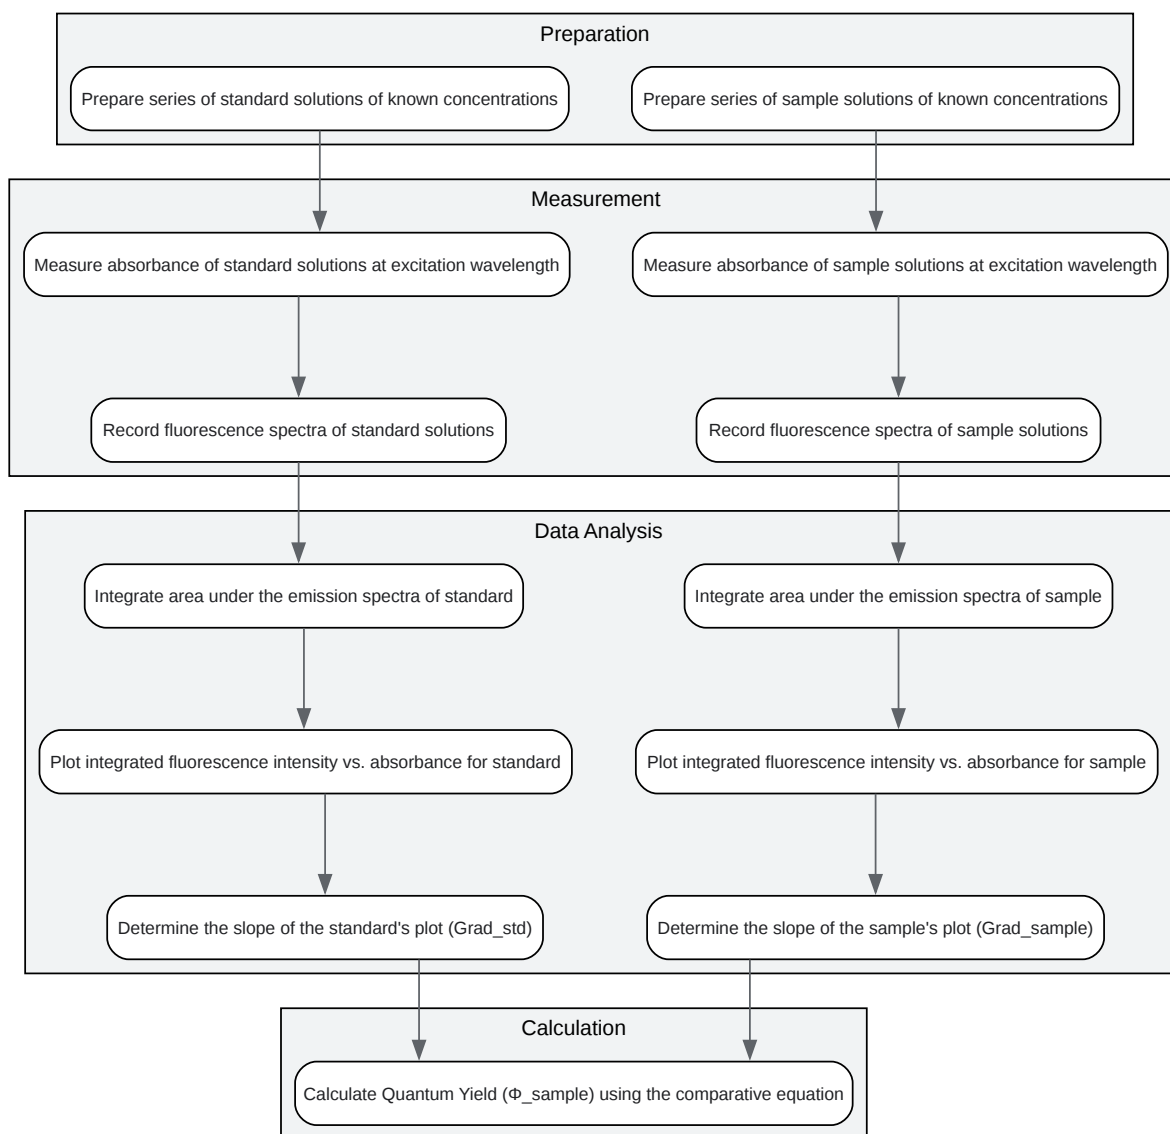 Preparation
Prepare series of standard solutions of known concentrations
Prepare series of sample solutions of known concentrations
Measurement
Measure absorbance of standard solutions at excitation wavelength
Measure absorbance of sample solutions at excitation wavelength
Record fluorescence spectra of standard solutions
Record fluorescence spectra of sample solutions
Data Analysis
Integrate area under the emission spectra of standard
Integrate area under the emission spectra of sample
Plot integrated fluorescence intensity vs. absorbance for standard
Plot integrated fluorescence intensity vs. absorbance for sample
Determine the slope of the standard's plot (Grad_std)
Determine the slope of the sample's plot (Grad_sample)
Calculation
Calculate Quantum Yield (Φ_sample) using the comparative equation